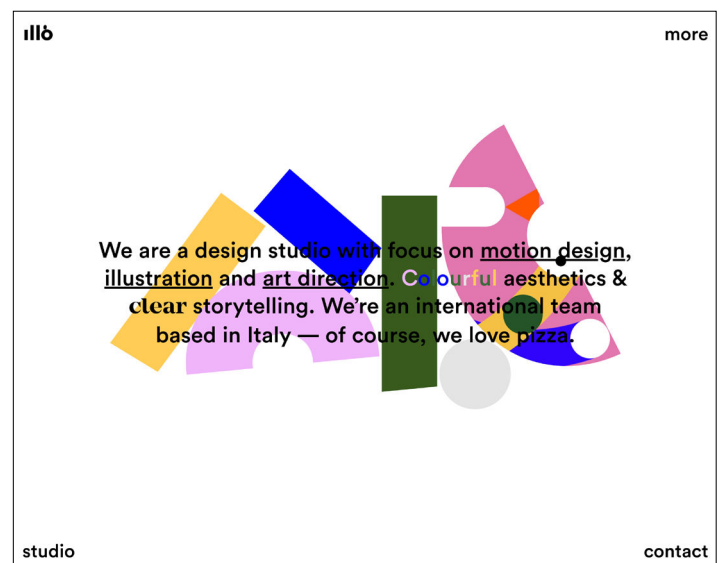 illò
more
We are a design studio with focus on motion design,
illustration and art direction. Colourful aesthetics &
clear storytelling. We’re an international team
based in Italy — of course, we love pizza.
studio
contact